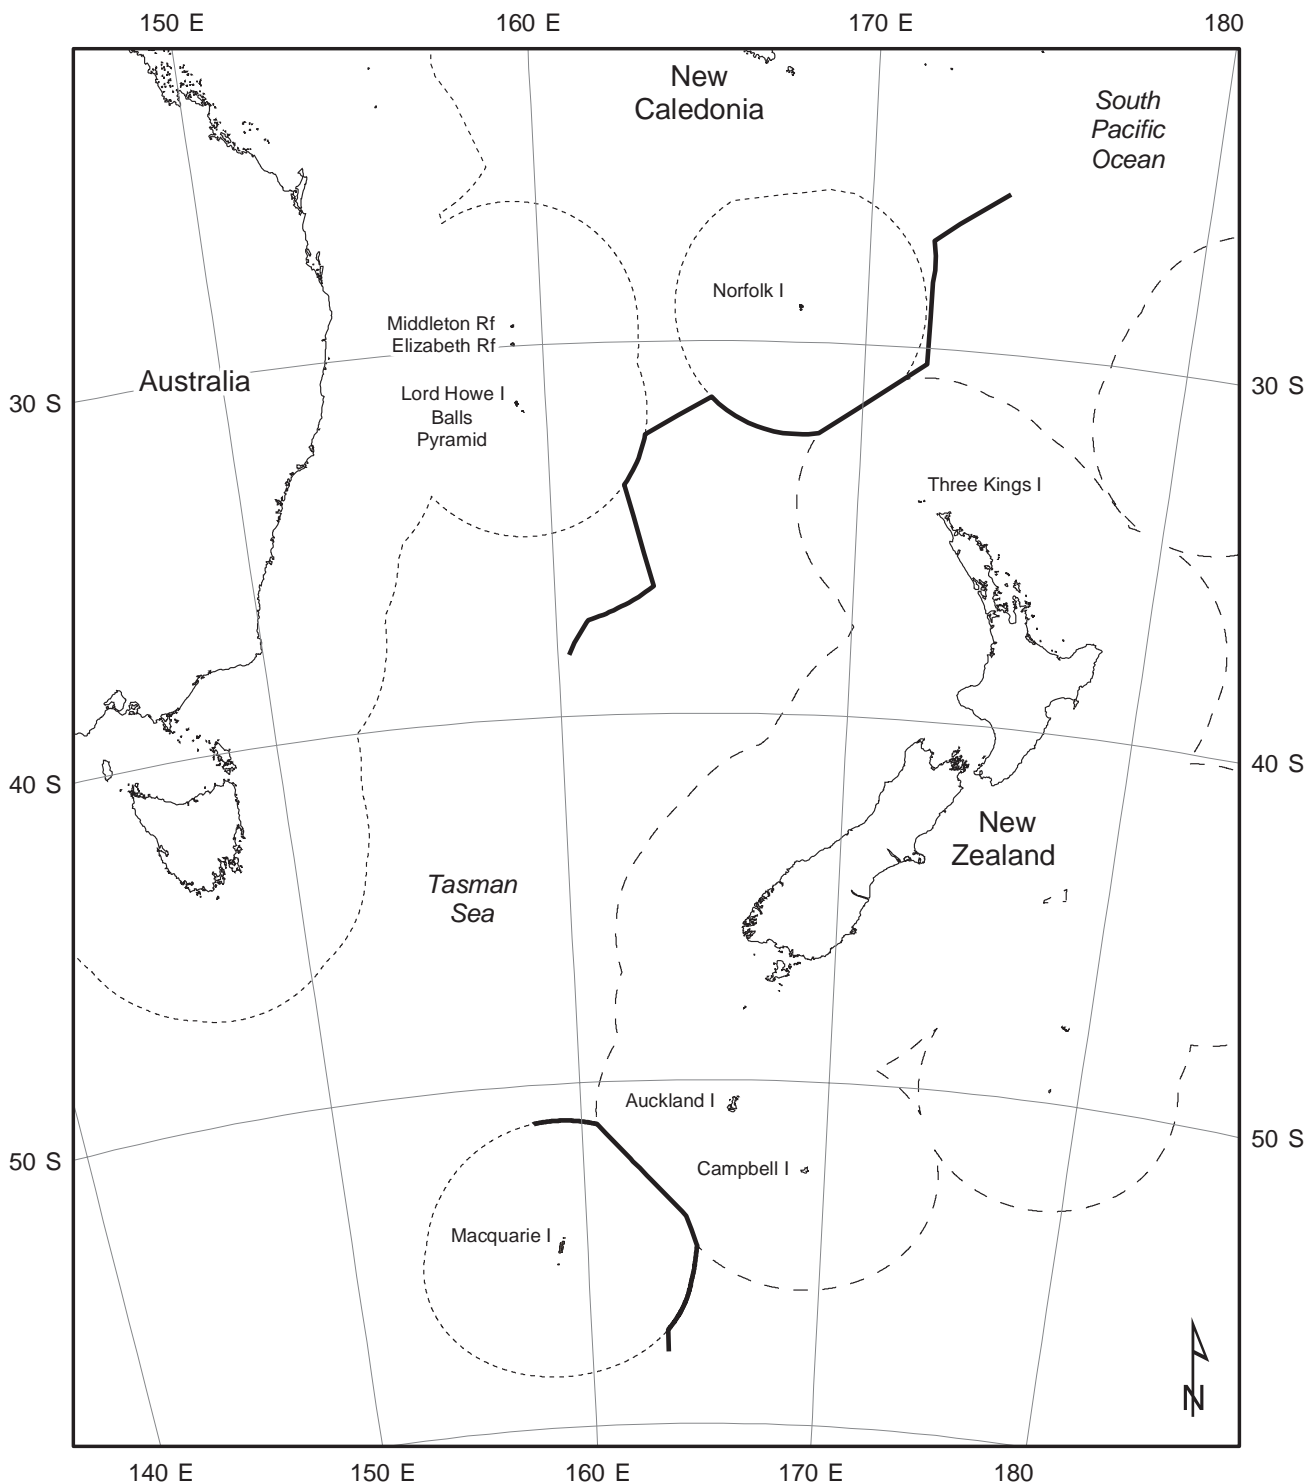 150 E
160 E
170 E
180
New
Caledonia
South
Pacific
Ocean
Norfolk I
Middleton Rf
Elizabeth Rf
Australia
30 S
30 S
Lord Howe I
Balls
Pyramid
Three Kings I
40 S
40 S
New
Zealand
Tasman
Sea
Auckland I
50 S
50 S
Campbell I
Macquarie I
N
140 E
150 E
160 E
170 E
180